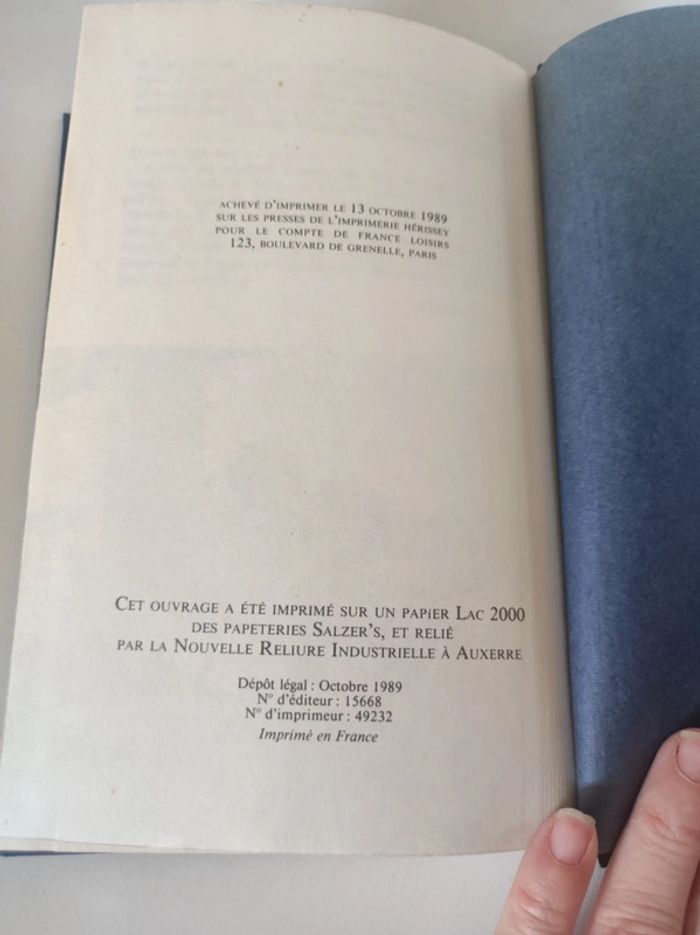 ACHEVÉ D'IMPRIMER LE 13 OCTOBRE 1989
SUR LES PRESSES DE L'IMPRIMERIE HÉRISSEY
POUR LE COMPTE DE FRANCE LOISIRS
123, BOULEVARD DE GRENELLE, PARIS
CET OUVRAGE A ÉTÉ IMPRIMÉ SUR UN PAPIER LAC 2000
DES PAPETERIES SALZER'S, ET RELIÉ
PAR LA NOUVELLE RELIURE INDUSTRIELLE À AUXERRE
Dépôt légal : Octobre 1989
N° d'éditeur : 15668
N° d'imprimeur : 49232
Imprimé en France